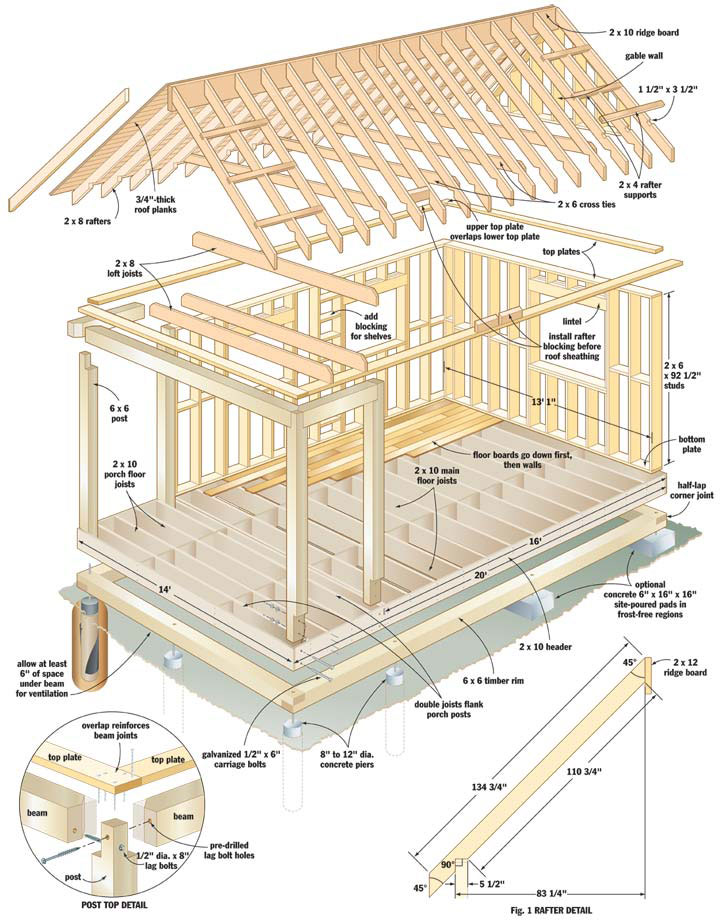 2 x 10 ridge board
gable wall
1 1/2" x 3 1/2"
2 x 4 rafter
supports
2 x 6 cross ties
3/4"-thick
roof planks
2 x 8 rafters
upper top plate
overlaps lower top plate
top plates
2 x 8
loft joists
add
blocking
for shelves
lintel
install rafter
blocking before
roof sheathing
2 x 6
x 92 1/2"
studs
13' 1"
6 x 6
post
bottom
plate
floor boards go down first,
then walls
2 x 10
porch floor
joists
2 x 10 main
floor joists
half-lap
corner joint
16'
20'
14'
optional
concrete 6" x 16" x 16"
site-poured pads in
frost-free regions
2 x 10 header
6 x 6 timber rim
allow at least
6" of space
under beam
for ventilation
double joists flank
porch posts
galvanized 1/2" x 6"
carriage bolts
8" to 12" dia.
concrete piers
overlap reinforces
beam joints
top plate
top plate
beam
beam
pre-drilled
lag bolt holes
1/2" dia. x 8"
lag bolts
post
POST TOP DETAIL
45°
2 x 12
ridge board
134 3/4"
110 3/4"
90°
45°
5 1/2"
83 1/4"
Fig. 1 RAFTER DETAIL